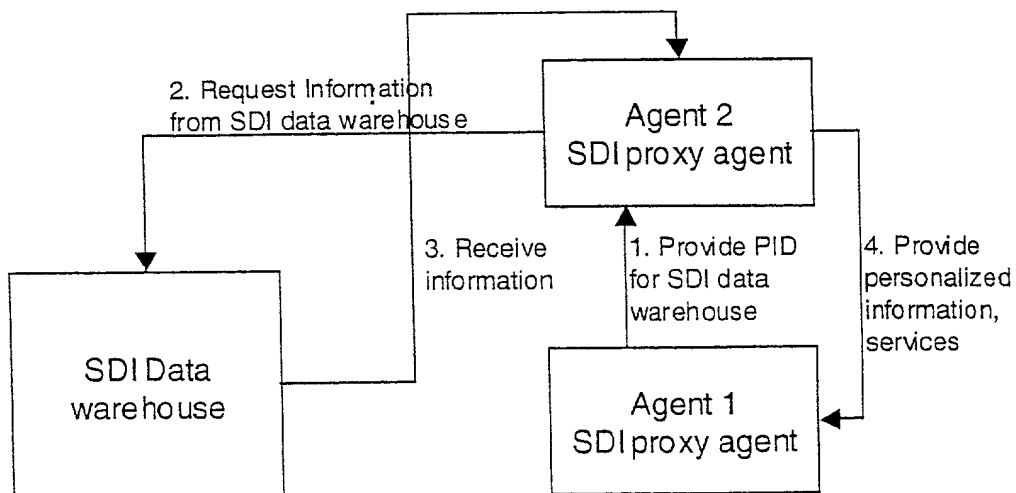 2. Request Information
from SDI data warehouse
Agent 2
SDI proxy agent
3. Receive
information
1. Provide PID
for SDI data
warehouse
4. Provide
personalized
information,
services
SDI Data
warehouse
Agent 1
SDI proxy agent